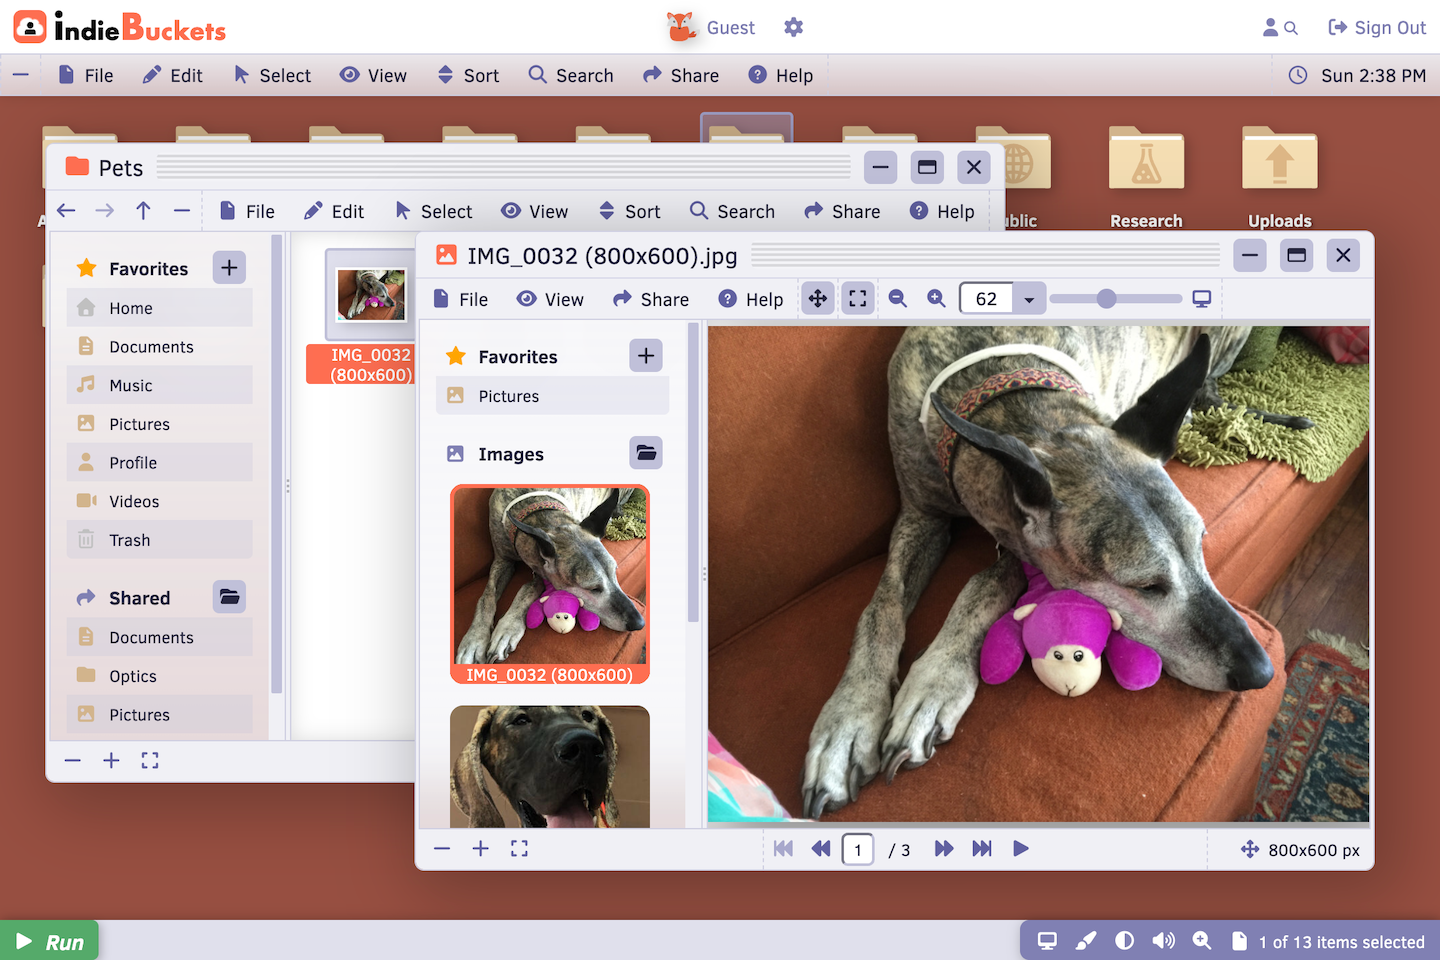 indieBuckets
Guest
Sign Out
File Edit Select View Sort Search Share Help
Sun 2:38 PM
Research
Uploads
Pets
File Edit Select View Sort Search Share Help
Favorites
Home
Documents
Music
Pictures
Profile
Videos
Trash
Shared
Documents
Optics
Pictures
IMG_0032
(800x600)
IMG_0032 (800x600).jpg
File View Share Help
62
Favorites
Pictures
Images
IMG_0032 (800x600)
1 / 3
800x600 px
Run
1 of 13 items selected